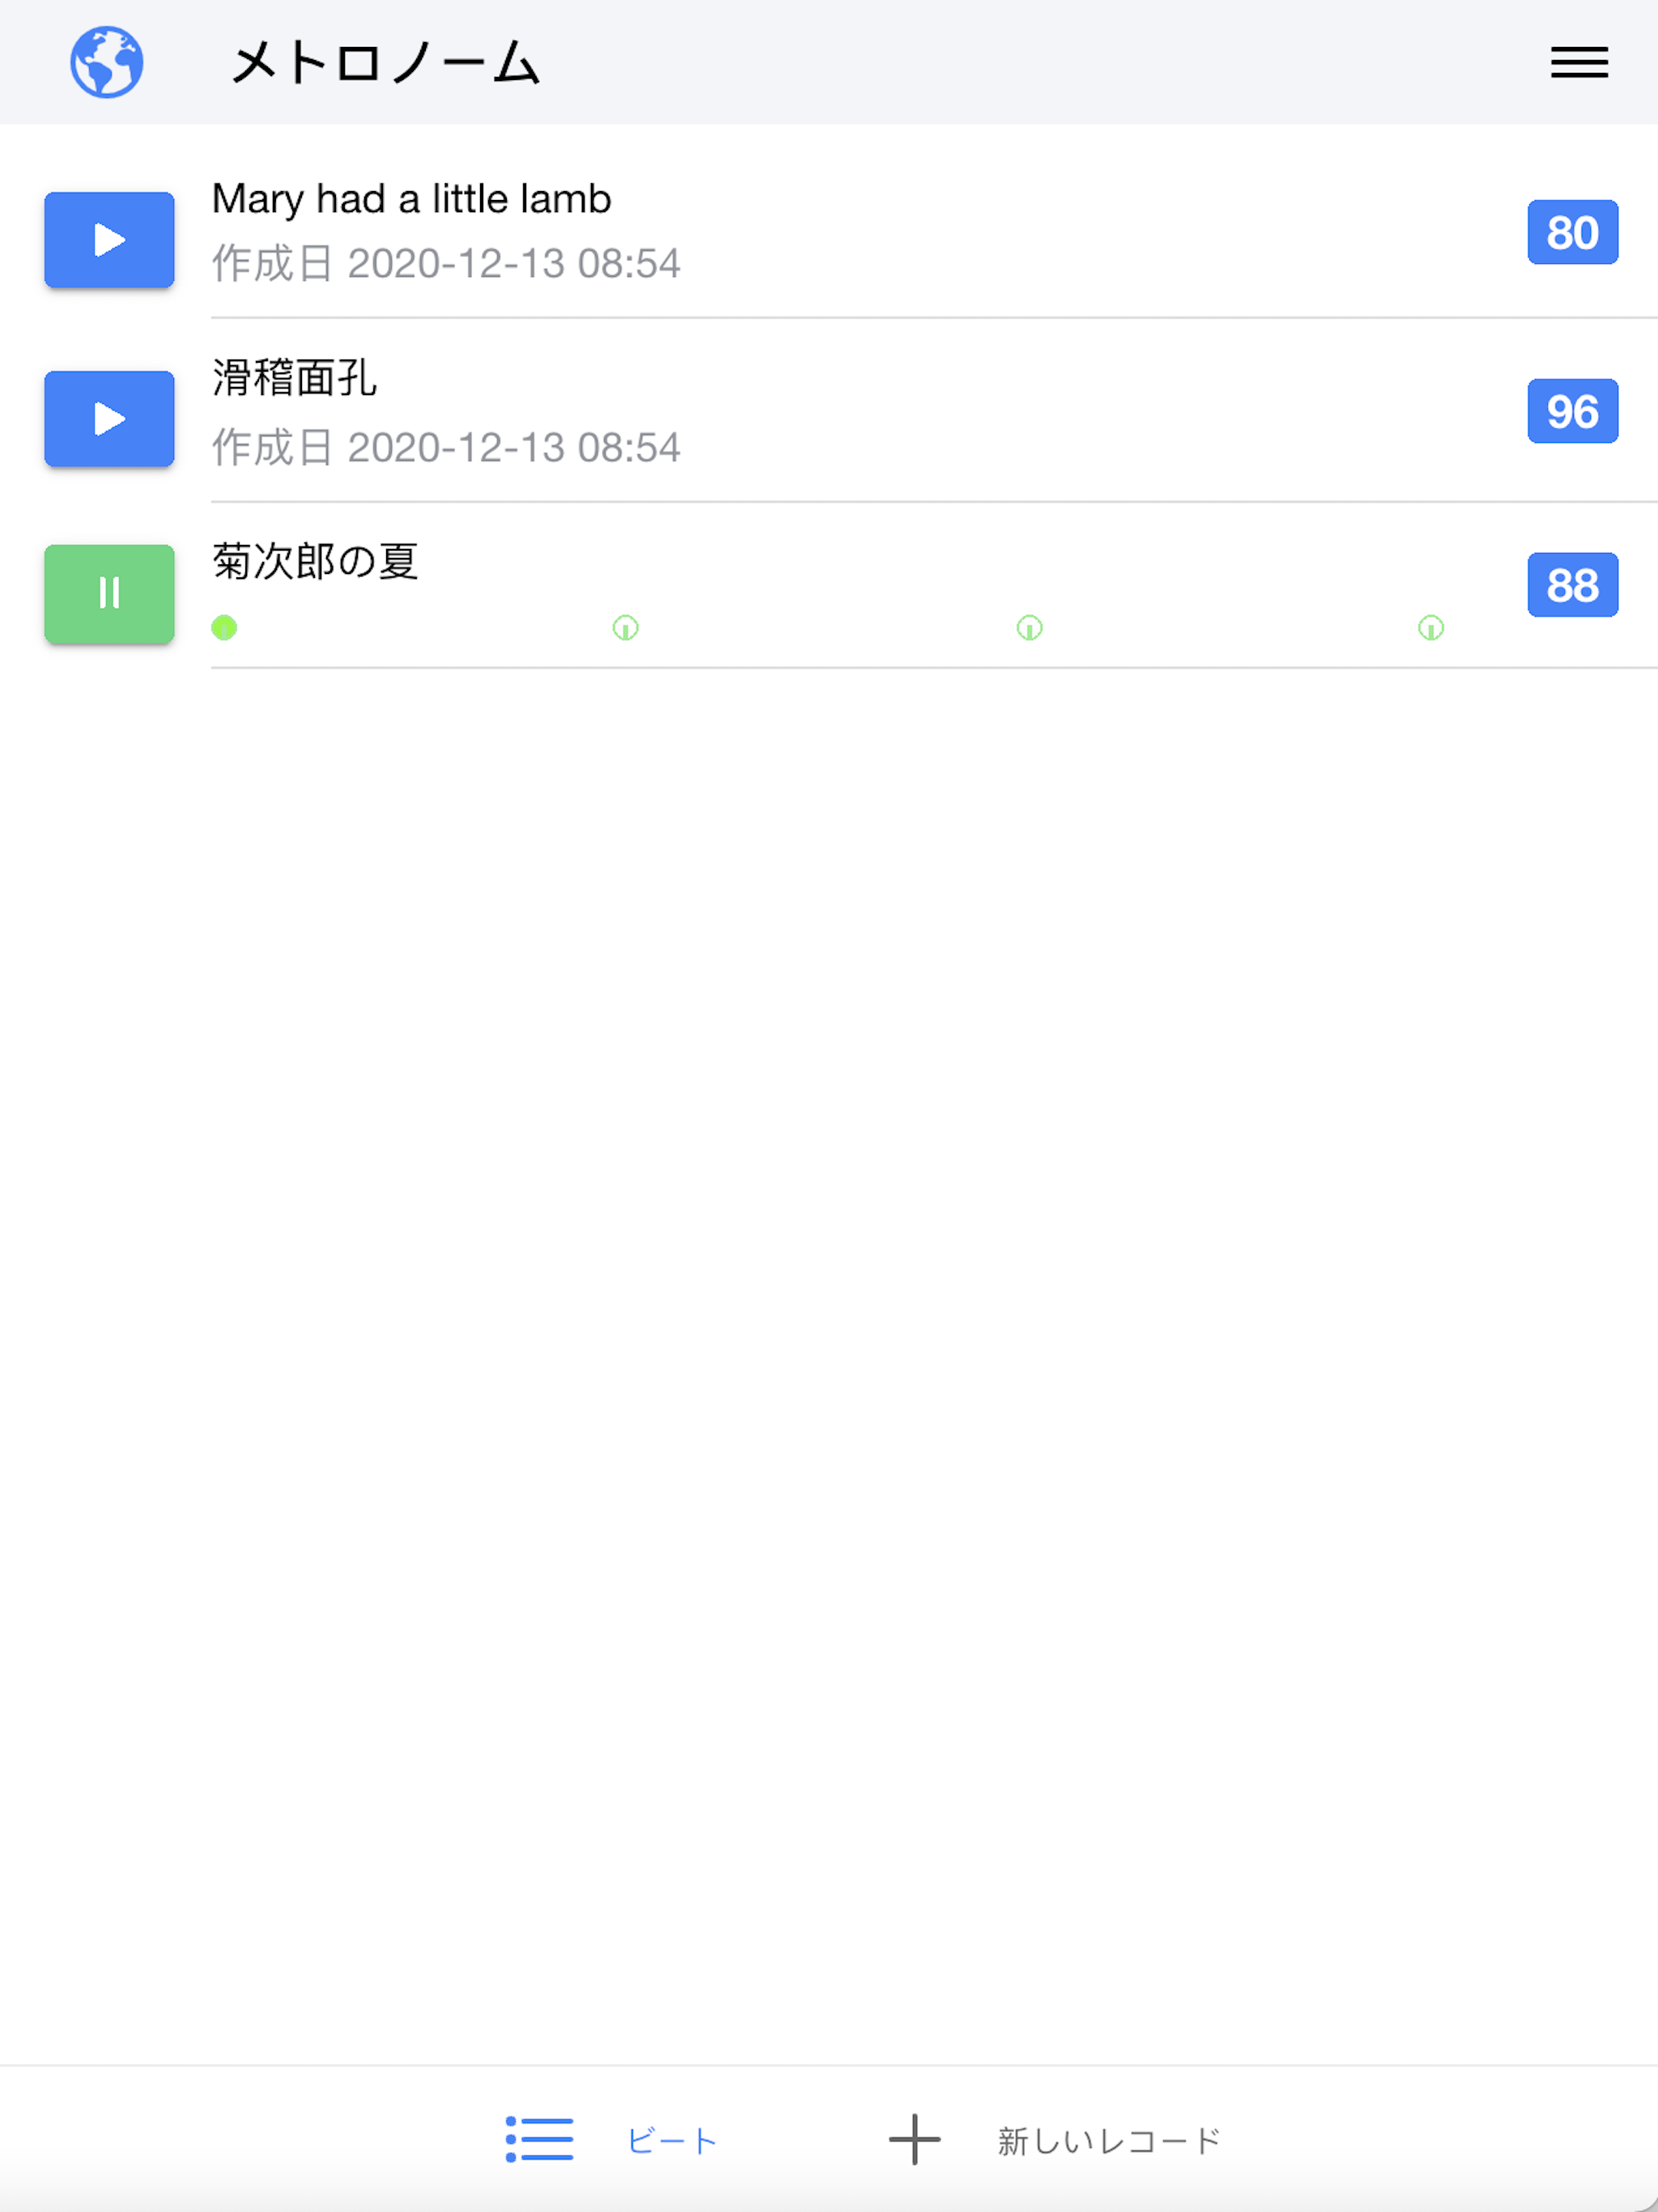 メトロノーム
Mary had a little lamb
作成日 2020-12-13 08:54
80
滑稽面孔
作成日 2020-12-13 08:54
96
菊次郎の夏
88
ビート
新しいレコード